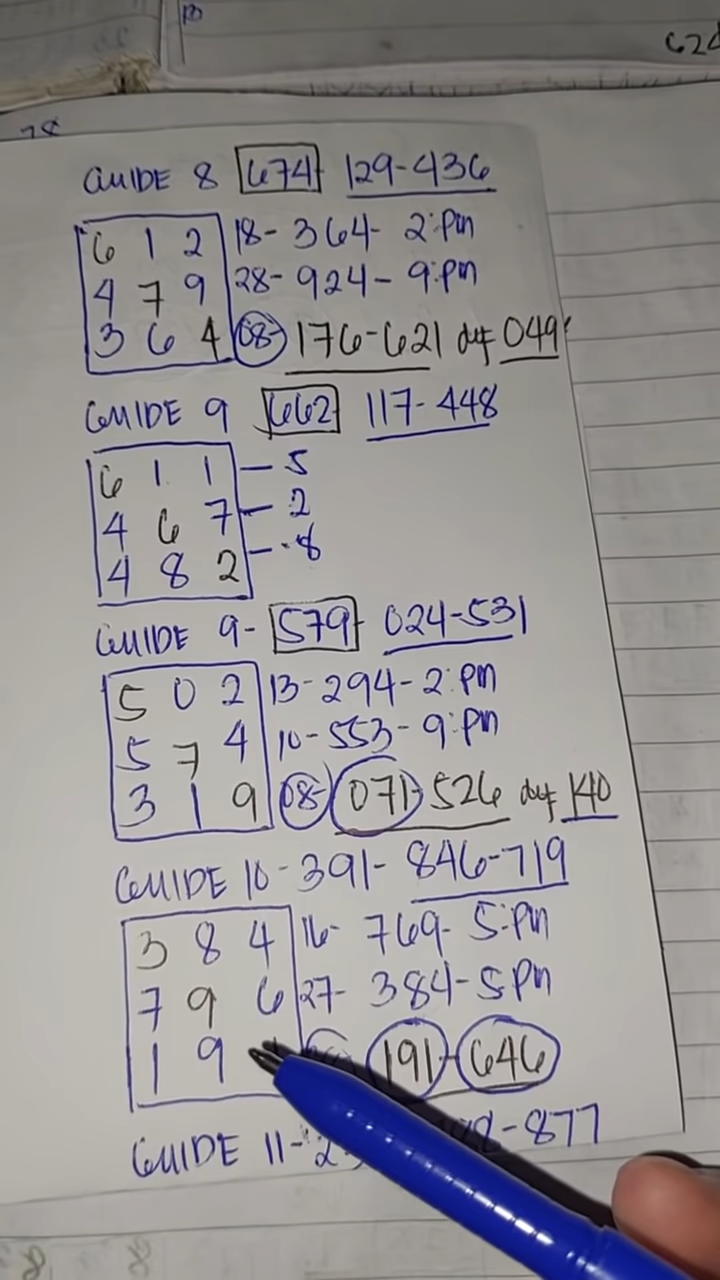 624
78
GUIDE 8 674 129-436
6 1 2 18- 364- 2:pm
4 7 9 28- 924- 9:pm
3 6 4 08- 176-621 def 049
GUIDE 9 662 117-448
6 1 1 - 5
4 6 7 - 2
4 8 2 - 8
GUIDE 9- 579 024-531
5 0 2 13-294-2:pm
5 7 4 10-553-9:pm
3 1 9 08- 071-526 def 140
GUIDE 10-391-846-719
3 8 4 16- 769- 5:pm
7 9 6 27- 384-5pm
1 9 191-646
GUIDE 11-2 -877